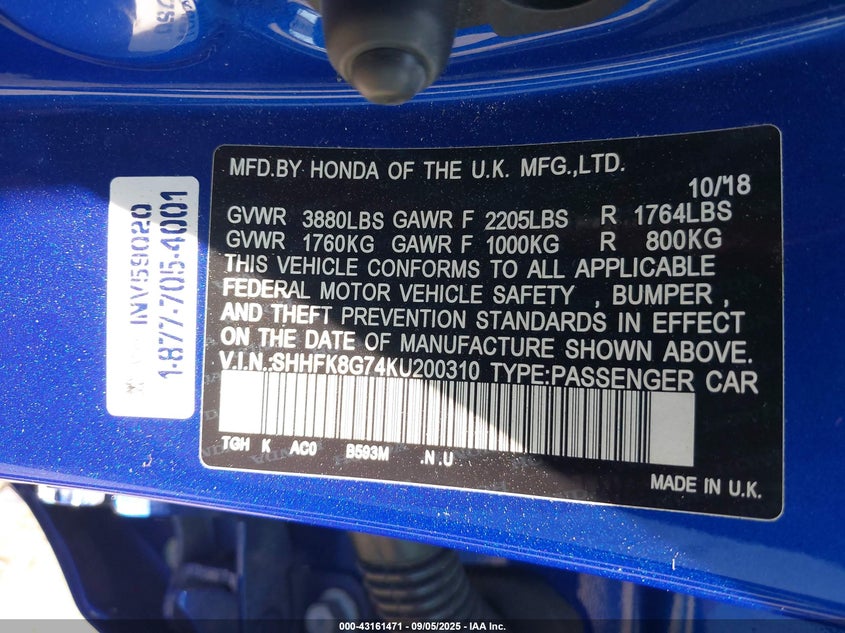 MFD.BY HONDA OF THE U.K. MFG.,LTD.
10/'18
GVWR 3880LBS GAWR F 2205LBS R 1764LBS
GVWR 1760KG GAWR F 1000KG R 800KG
THIS VEHICLE CONFORMS TO ALL APPLICABLE
FEDERAL MOTOR VEHICLE SAFETY , BUMPER ,
AND THEFT PREVENTION STANDARDS IN EFFECT
ON THE DATE OF MANUFACTURE SHOWN ABOVE.
V.I.N.:SHHFK8G74KU200310 TYPE:PASSENGER CAR
TGH K AC0 B593M .N .U
MADE IN U.K.
INV59020
1-877-705-4001
000-43161471 - 09/05/2025 - IAA Inc.